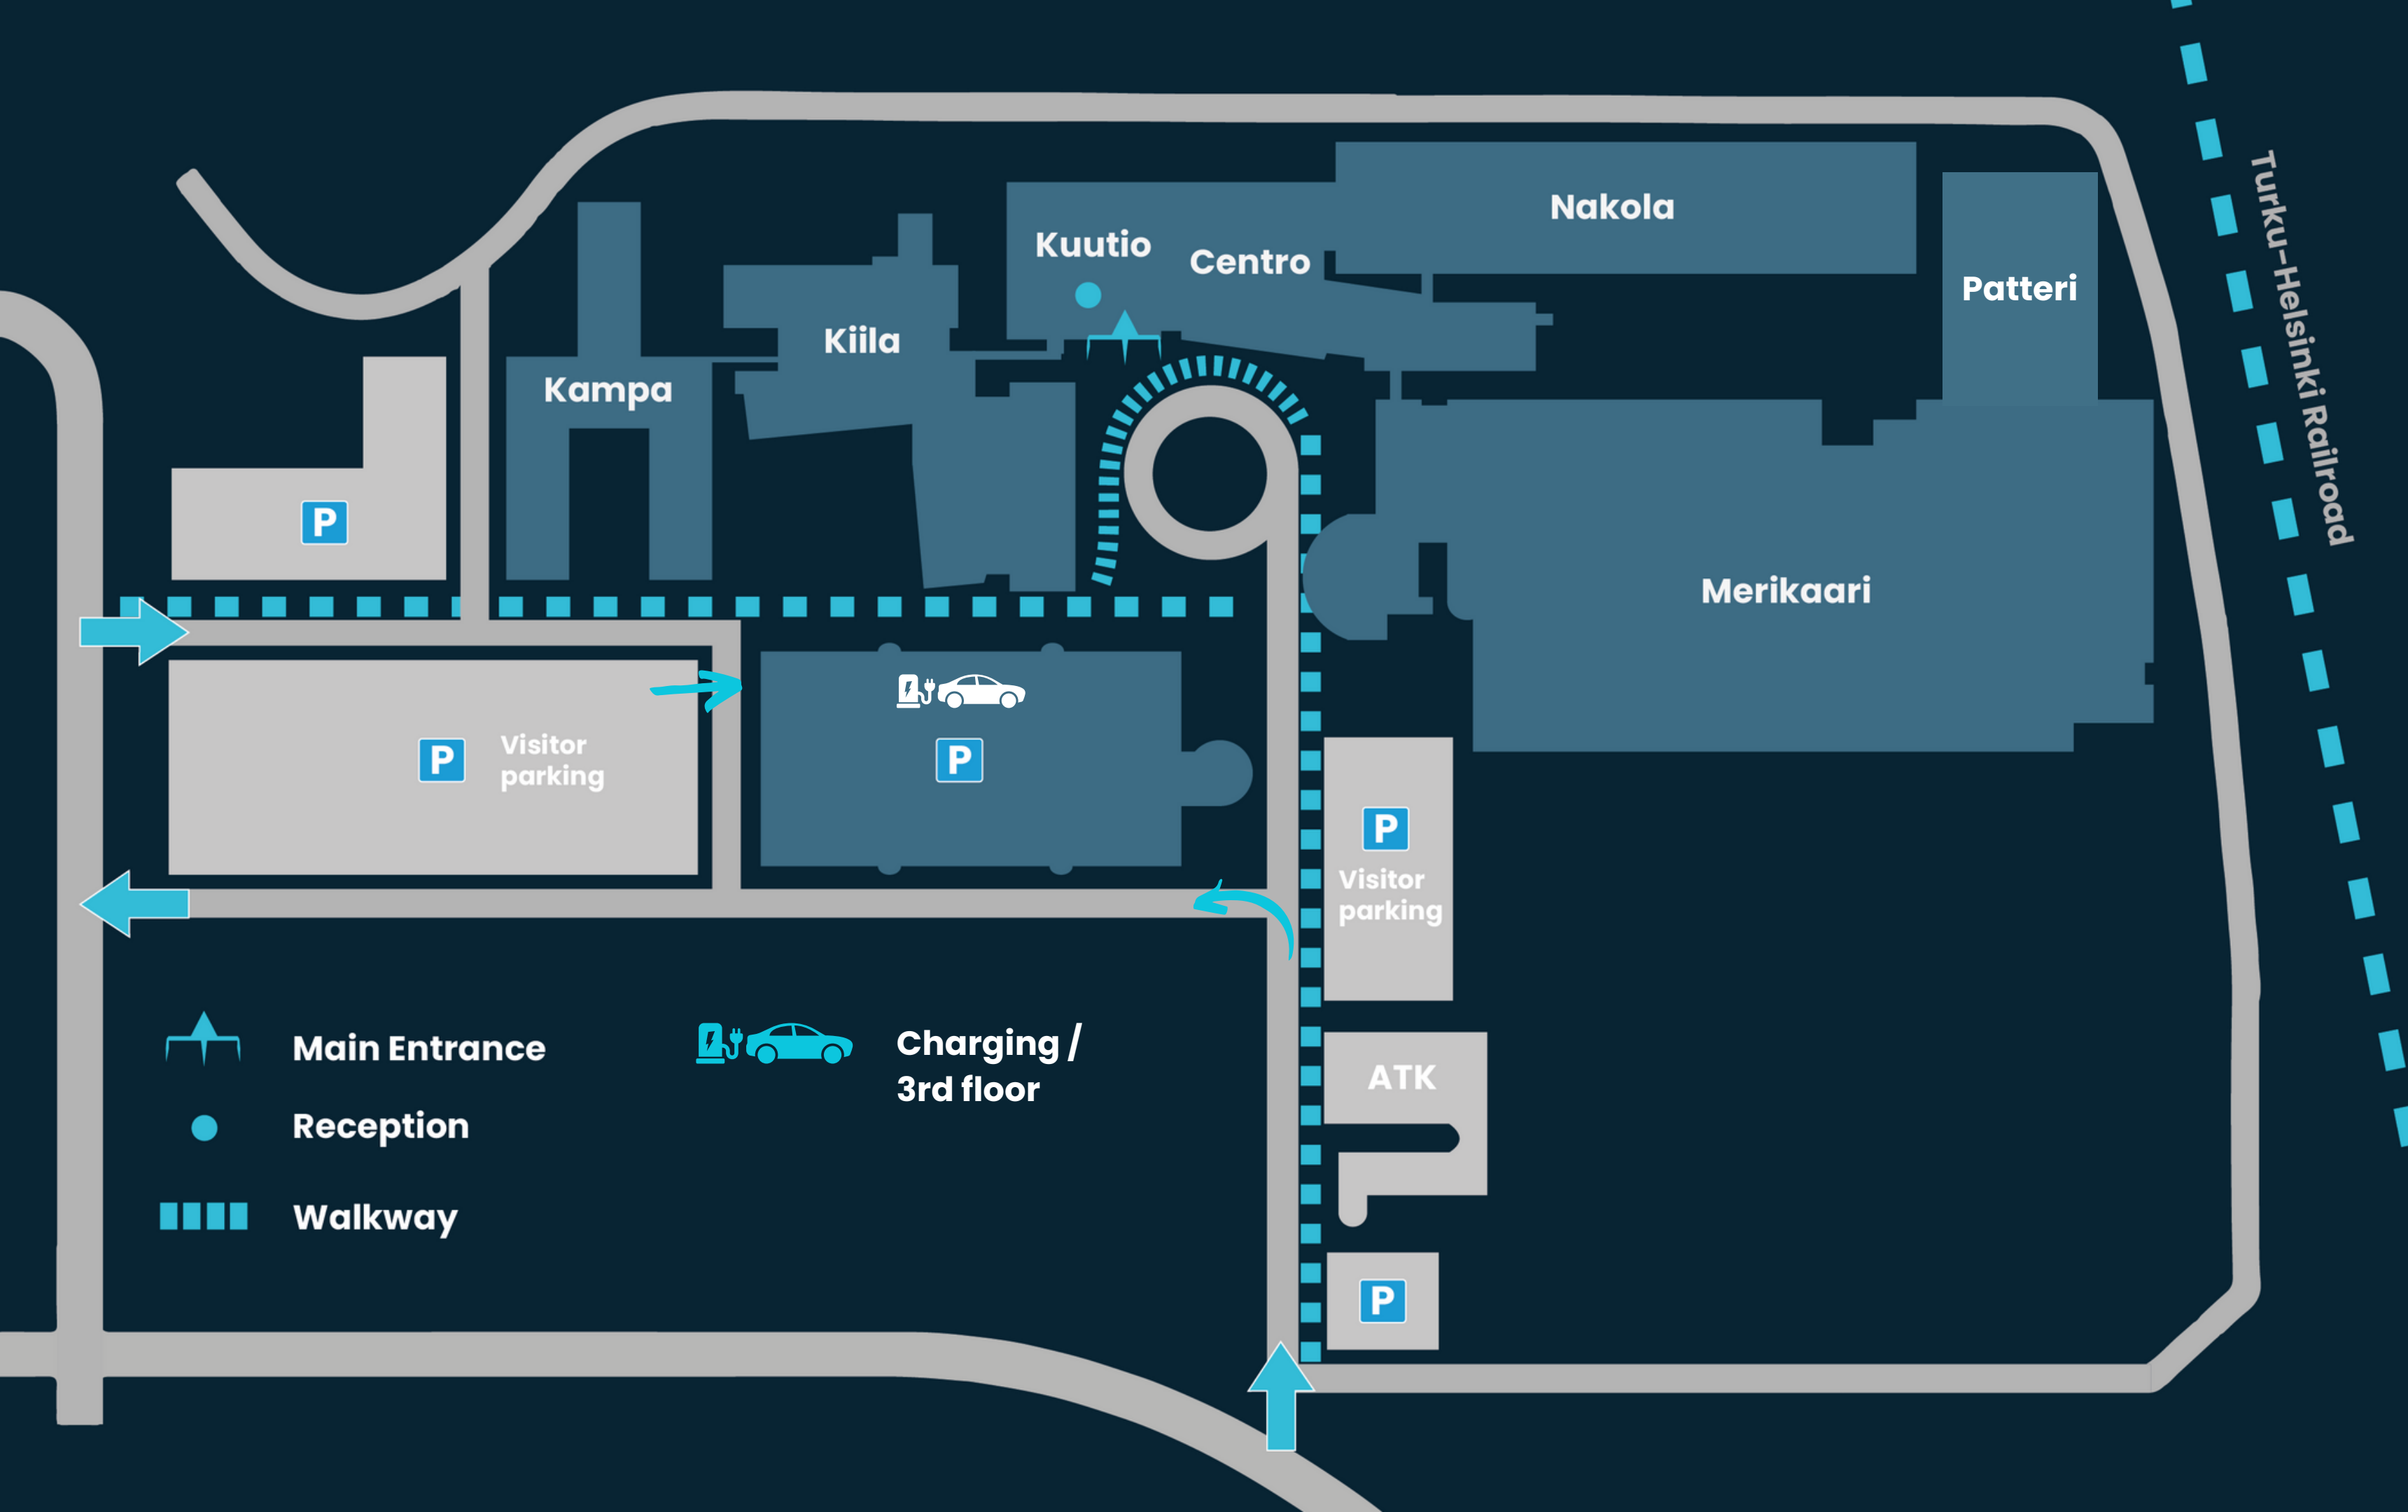 Nakola
Kuutio
Centro
Patteri
Kiila
Kampa
Turku-Helsinki Railroad
P
Merikaari
P
Visitor
parking
P
P
Visitor
parking
Main Entrance
Charging /
3rd floor
ATK
Reception
Walkway
P